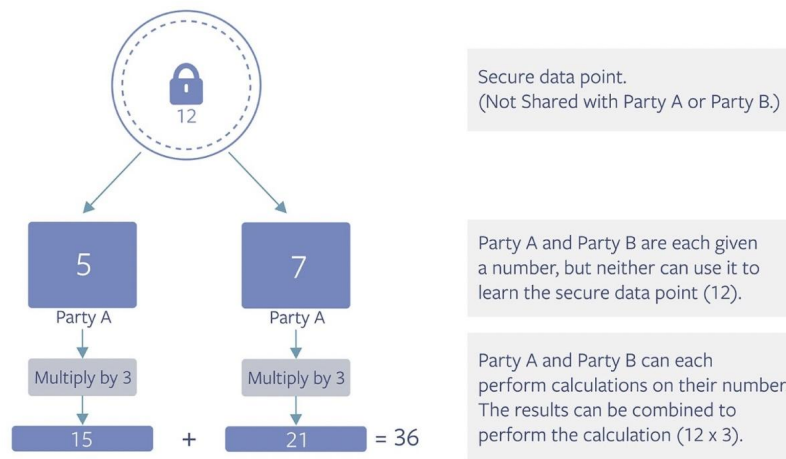 12
Secure data point.
(Not Shared with Party A or Party B.)
5
7
Party A
Party A
Party A and Party B are each given
a number, but neither can use it to
learn the secure data point (12).
Multiply by 3
Multiply by 3
Party A and Party B can each
perform calculations on their number
The results can be combined to
perform the calculation (12 x 3).
15 + 21 = 36